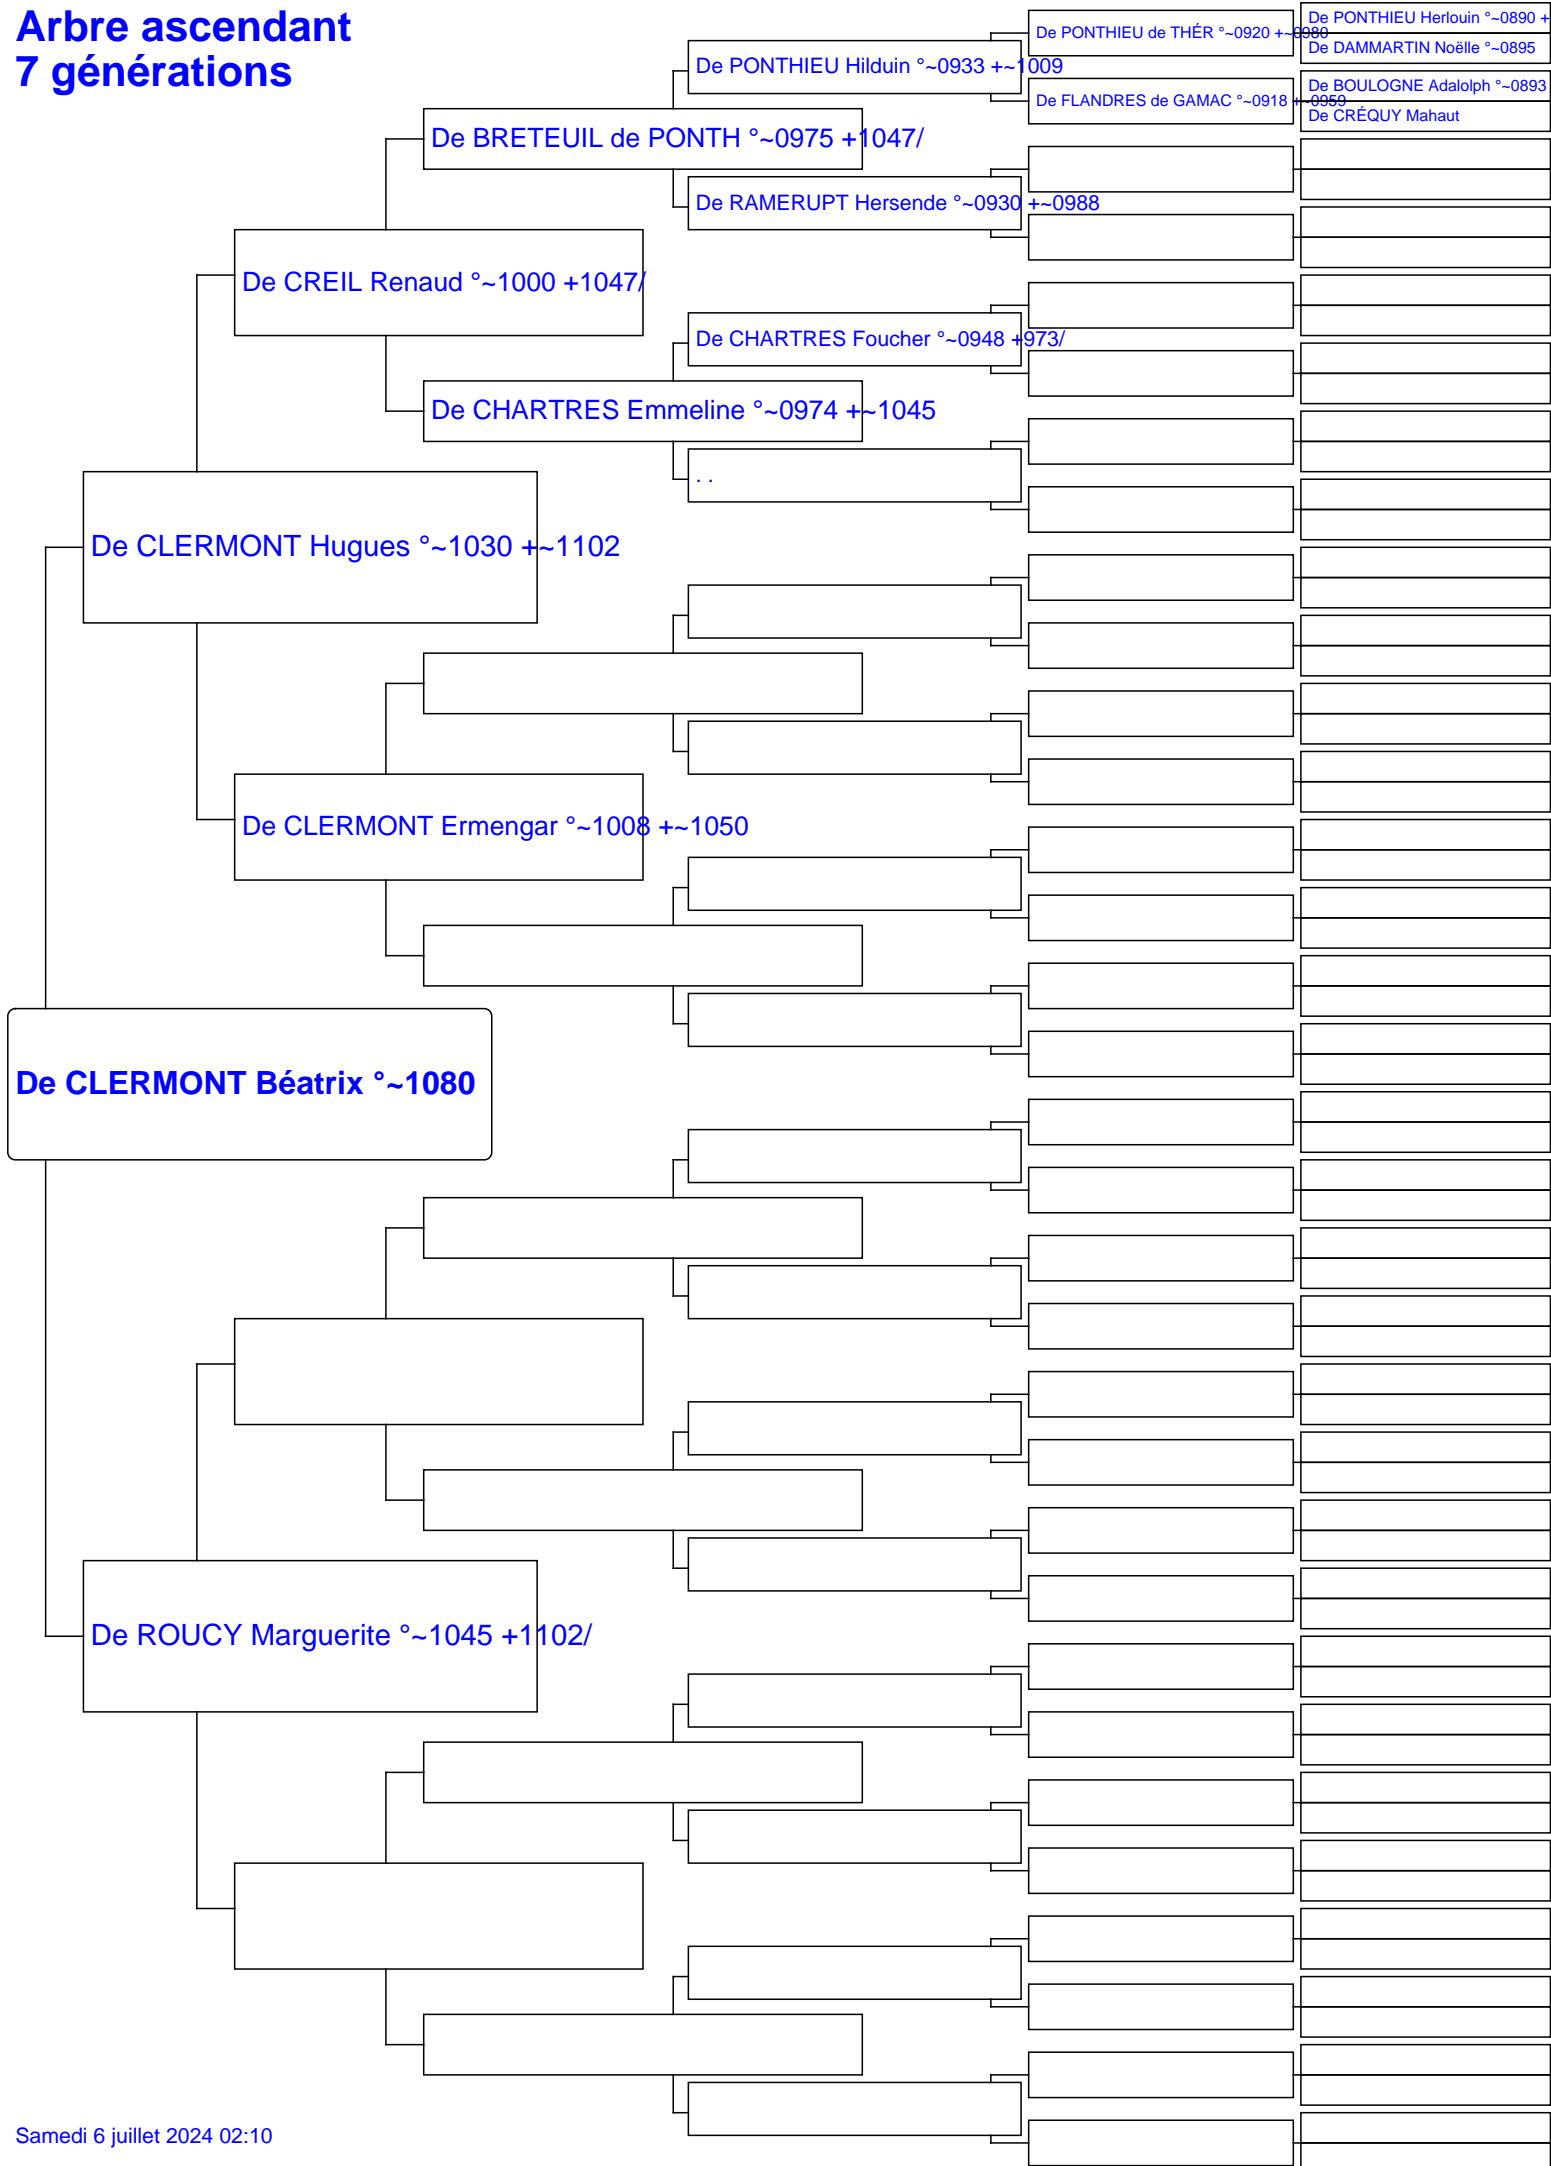 Arbre ascendant
7 générations
De PONTHIEU Herlouin °~0890 +
De PONTHIEU de THÉR °~0920 +~0980
De DAMMARTIN Noëlle °~0895
De PONTHIEU Hilduin °~0933 +~1009
De BOULOGNE Adalolph °~0893
De FLANDRES de GAMAC °~0918 +~0959
De CRÉQUY Mahaut
De BRETEUIL de PONTH °~0975 +1047/
De RAMERUPT Hersende °~0930 +~0988
De CREIL Renaud °~1000 +1047/
De CHARTRES Foucher °~0948 +973/
De CHARTRES Emmeline °~0974 +~1045
. .
De CLERMONT Hugues °~1030 +~1102
De CLERMONT Ermengar °~1008 +~1050
De CLERMONT Béatrix °~1080
De ROUCY Marguerite °~1045 +1102/
Samedi 6 juillet 2024 02:10